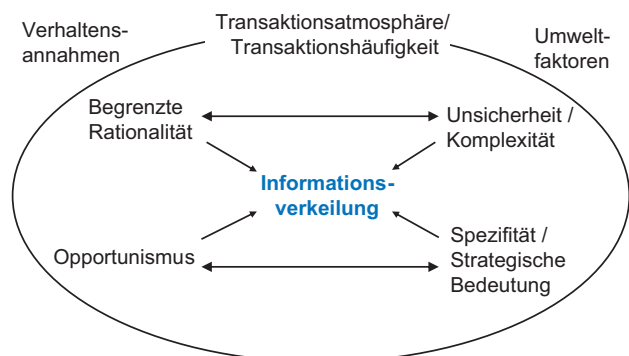 Verhaltens-
annahmen
Transaktionsatmosphäre/
Transaktionshäufigkeit
Umwelt-
faktoren
Begrenzte
Rationalität
Unsicherheit /
Komplexität
Informations-
verkeilung
Opportunismus
Spezifität /
Strategische
Bedeutung